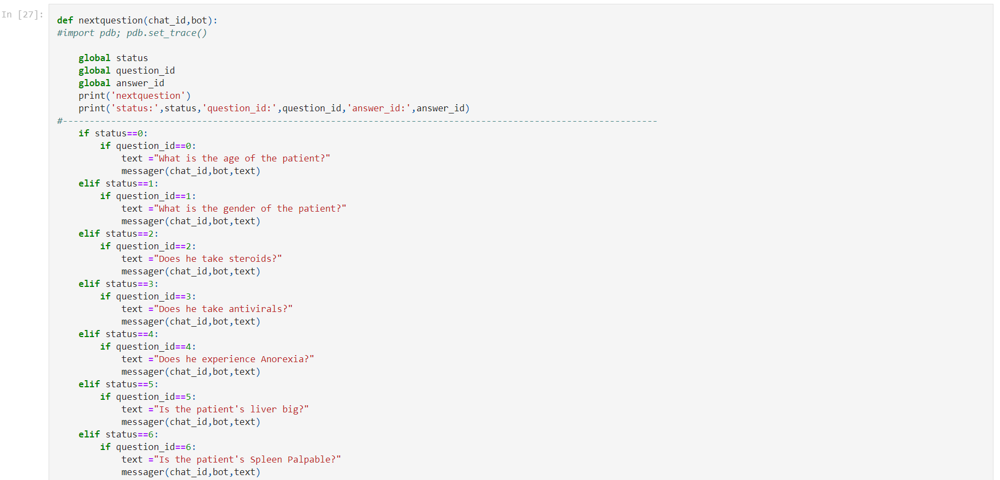 In [27]:
def nextquestion(chat_id,bot):
#import pdb; pdb.set_trace()
    global status
    global question_id
    global answer_id
    print('nextquestion')
    print('status:',status,'question_id:',question_id,'answer_id:',answer_id)
#---------------------------------------------------------------------------------------------------------------
    if status==0:
        if question_id==0:
            text ="What is the age of the patient?"
            messager(chat_id,bot,text)
    elif status==1:
        if question_id==1:
            text ="What is the gender of the patient?"
            messager(chat_id,bot,text)
    elif status==2:
        if question_id==2:
            text ="Does he take steroids?"
            messager(chat_id,bot,text)
    elif status==3:
        if question_id==3:
            text ="Does he take antivirals?"
            messager(chat_id,bot,text)
    elif status==4:
        if question_id==4:
            text ="Does he experience Anorexia?"
            messager(chat_id,bot,text)
    elif status==5:
        if question_id==5:
            text ="Is the patient's liver big?"
            messager(chat_id,bot,text)
    elif status==6:
        if question_id==6:
            text ="Is the patient's Spleen Palpable?"
            messager(chat_id,bot,text)